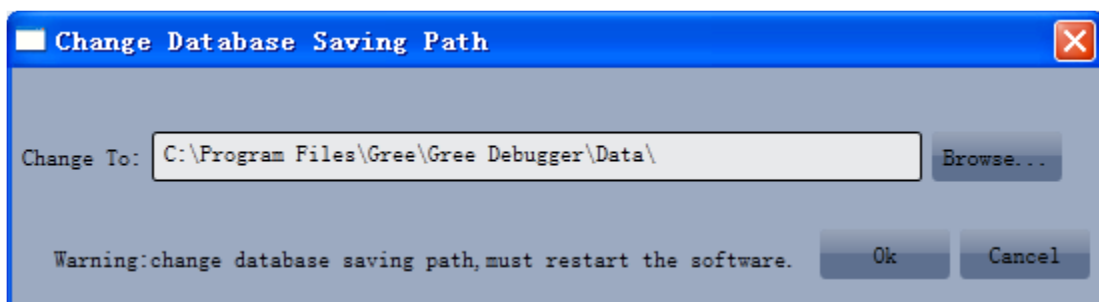 Change Database Saving Path
Change To: C:\Program Files\Gree\Gree Debugger\Data\ Browse...
Warning:change database saving path,must restart the software. Ok Cancel